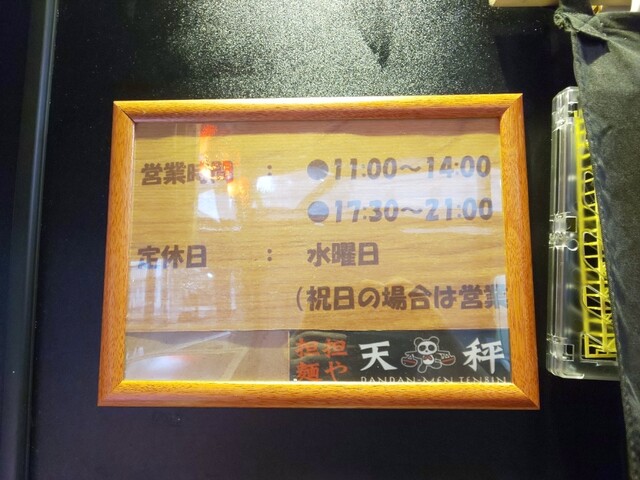 営業時間 : ●11:00～14:00
●17:30～21:00
定休日 : 水曜日
(祝日の場合は営業
担担麺や 天秤
DANDAN-MEN TENBIN